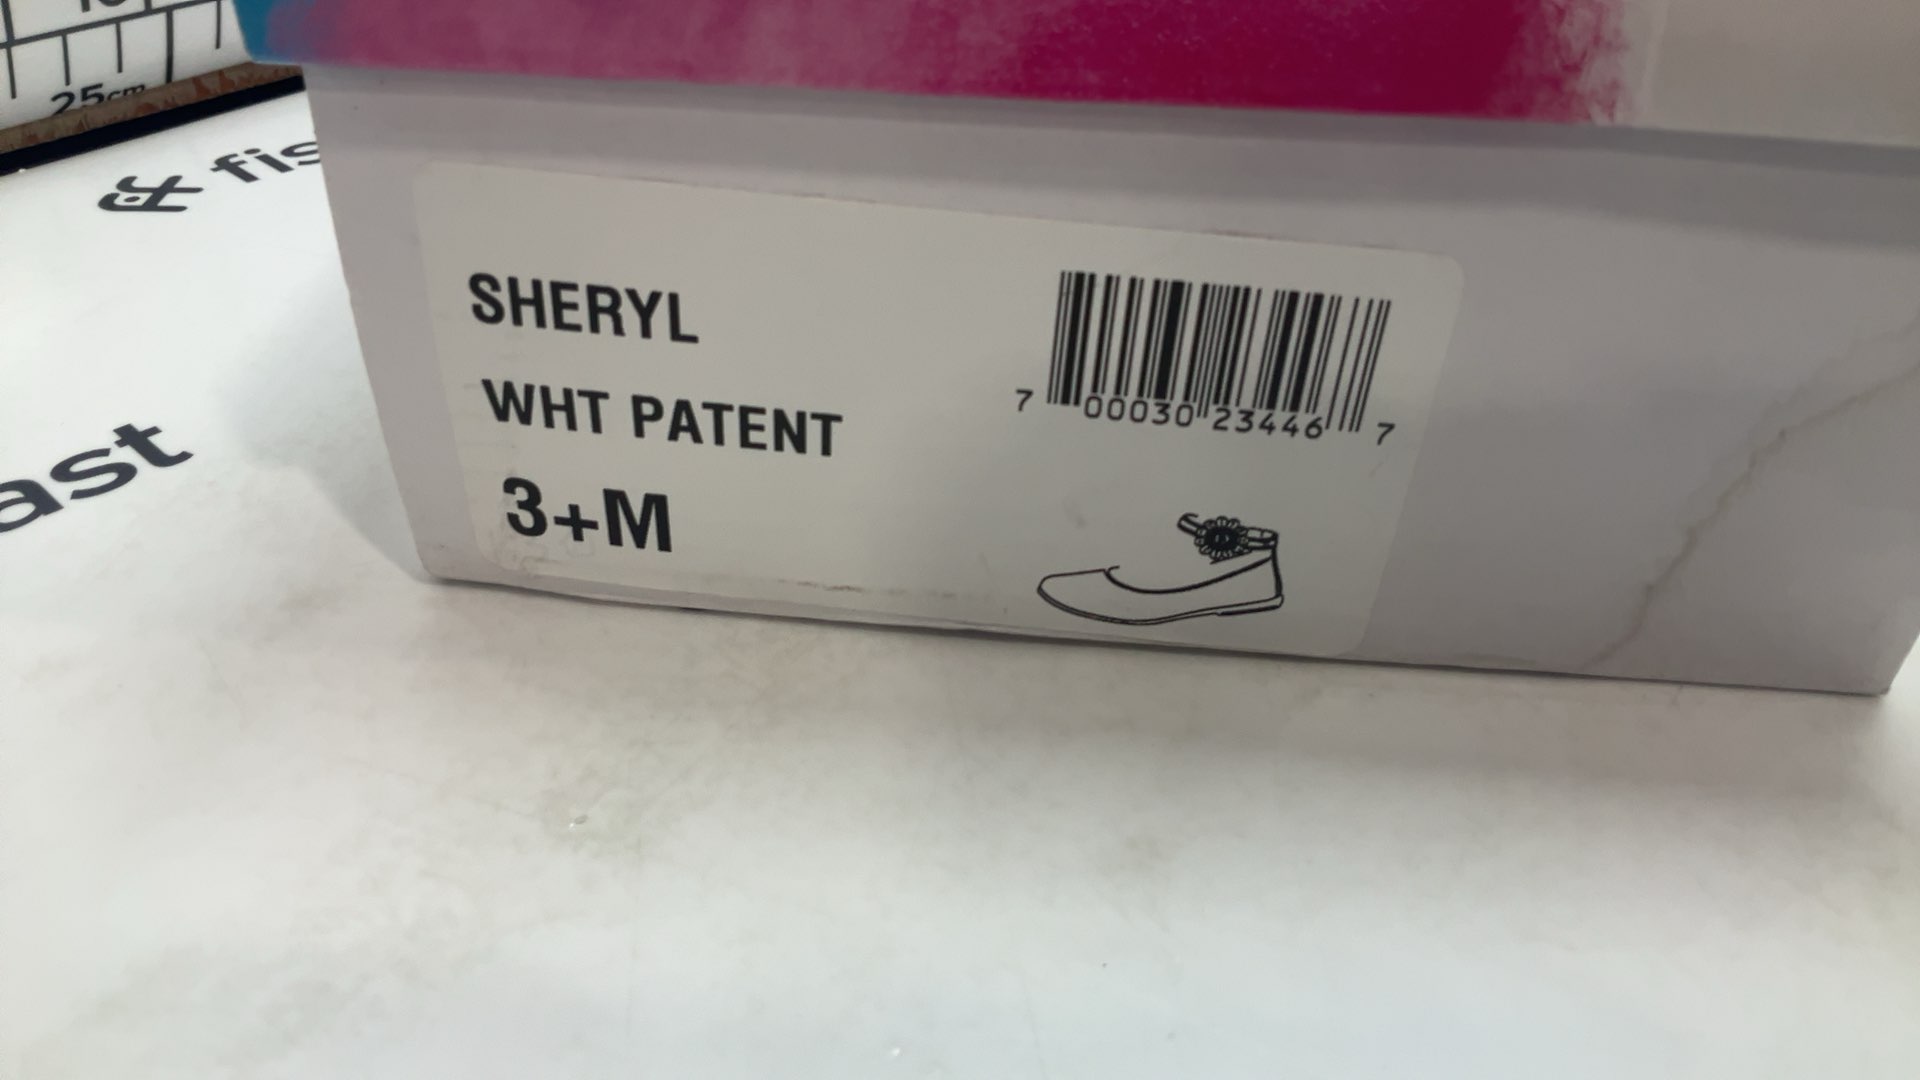 25cm
fis
ast
SHERYL
WHT PATENT
3+M
7 00030 23446 7